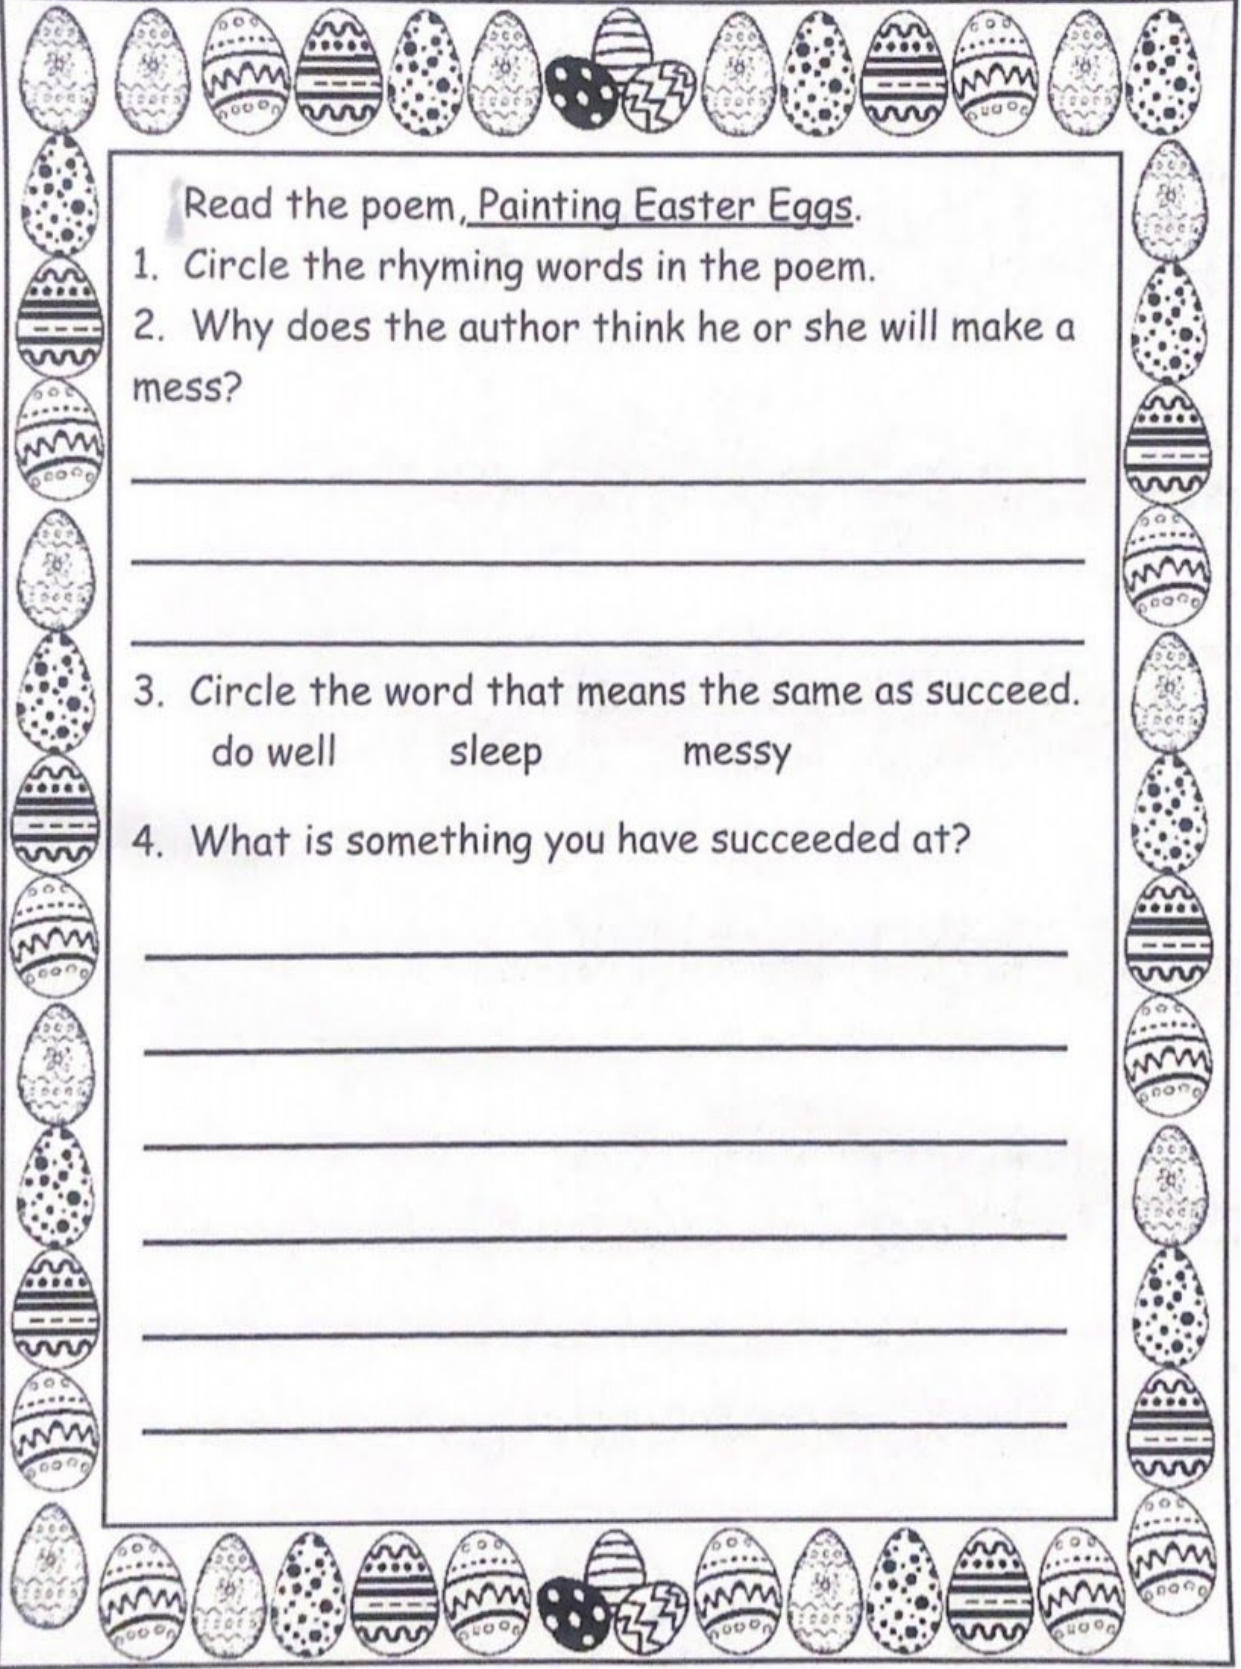 Read the poem, Painting Easter Eggs.
1. Circle the rhyming words in the poem.
2. Why does the author think he or she will make a
mess?
3. Circle the word that means the same as succeed.
do well sleep messy
4. What is something you have succeeded at?